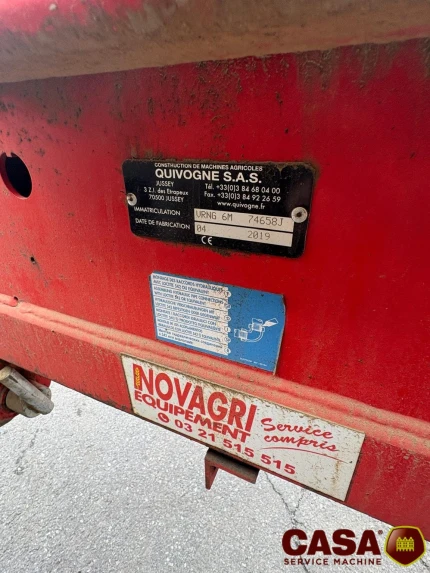 CONSTRUCTION DE MACHINES AGRICOLES
QUIVOGNE S.A.S.
JUSSEY
3 Z.I. des Etrapeux
70500 JUSSEY
Tél. +33(0)3 84 68 04 00
Fax. +33(0)3 84 92 26 59
www.quivogne.fr
IMMATRICULATION VRNG 6M 74658J
DATE DE FABRICATION 04 2019
CE
NOVAGRI
EQUIPEMENT
03 21 515 515
Service
compris
CASA
SERVICE MACHINE